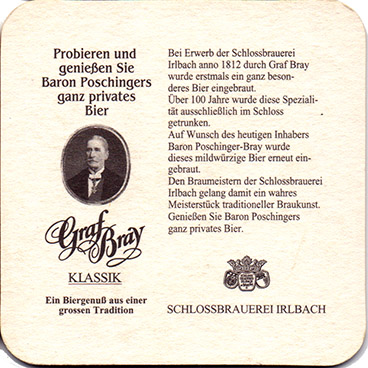 Probieren und
genießen Sie
Baron Poschingers
ganz privates
Bier
Graf
Bray
KLASSIK
Ein Biergenuß aus einer
grossen Tradition
Bei Erwerb der Schlossbrauerei
Irlbach anno 1812 durch Graf Bray
wurde erstmals ein ganz beson-
deres Bier eingebraut.
Über 100 Jahre wurde diese Speziali-
tät ausschließlich im Schloss
getrunken.
Auf Wunsch des heutigen Inhabers
Baron Poschinger-Bray wurde
dieses mildwürzige Bier erneut ein-
gebraut.
Den Braumeistern der Schlossbrauerei
Irlbach gelang damit ein wahres
Meisterstück traditioneller Braukunst.
Genießen Sie Baron Poschingers
ganz privates Bier.
SCHLOSSBRAUEREI IRLBACH